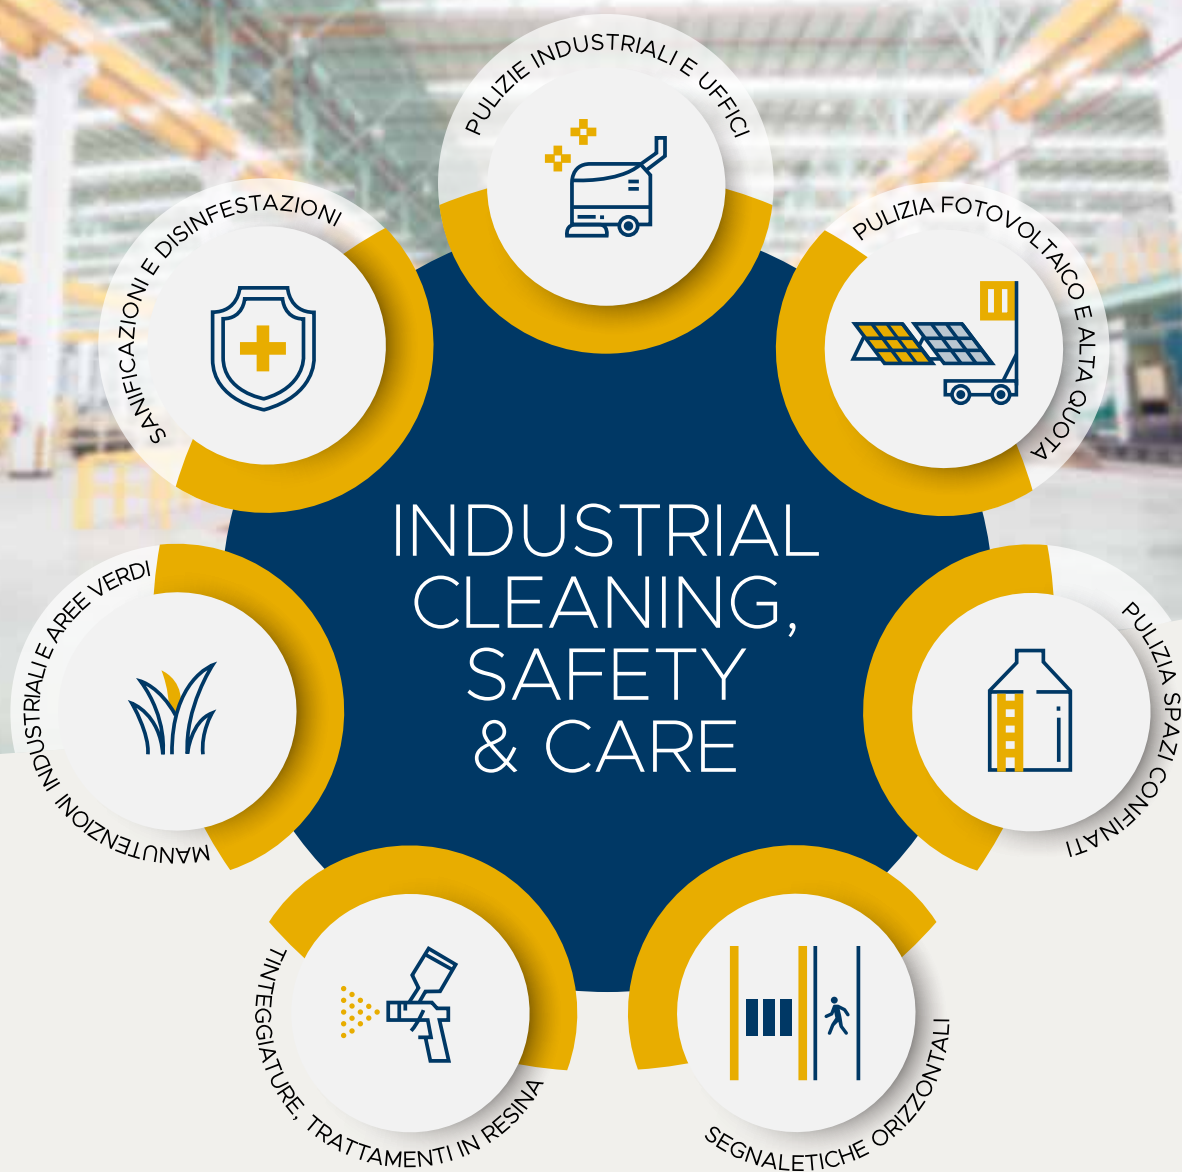 PULIZIE INDUSTRIALI E UFFICI
PULIZIA FOTOVOLTAICO E ALTA QUOTA
PULIZIA SPAZI CONFINATI
SEGNALETICHE ORIZZONTALI
TINTEGGIATURE, TRATTAMENTI IN RESINA
MANUTENZIONI INDUSTRIALI E AREE VERDI
SANIFICAZIONI E DISINFESTAZIONI
INDUSTRIAL
CLEANING,
SAFETY
& CARE